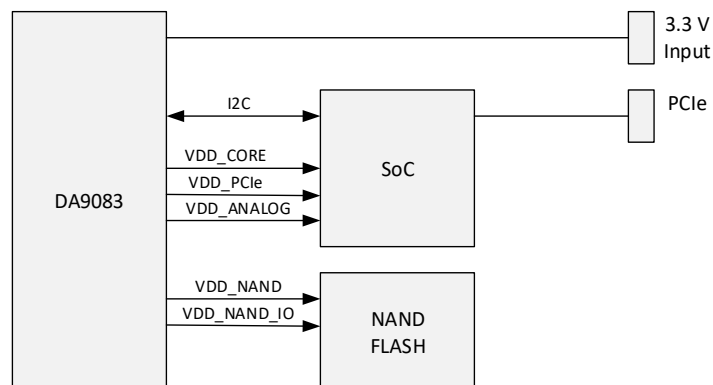 3.3 V
Input
I2C
PCIe
VDD_CORE
SoC
VDD_PCIe
DA9083
VDD_ANALOG
VDD_NAND
VDD_NAND_IO
NAND
FLASH